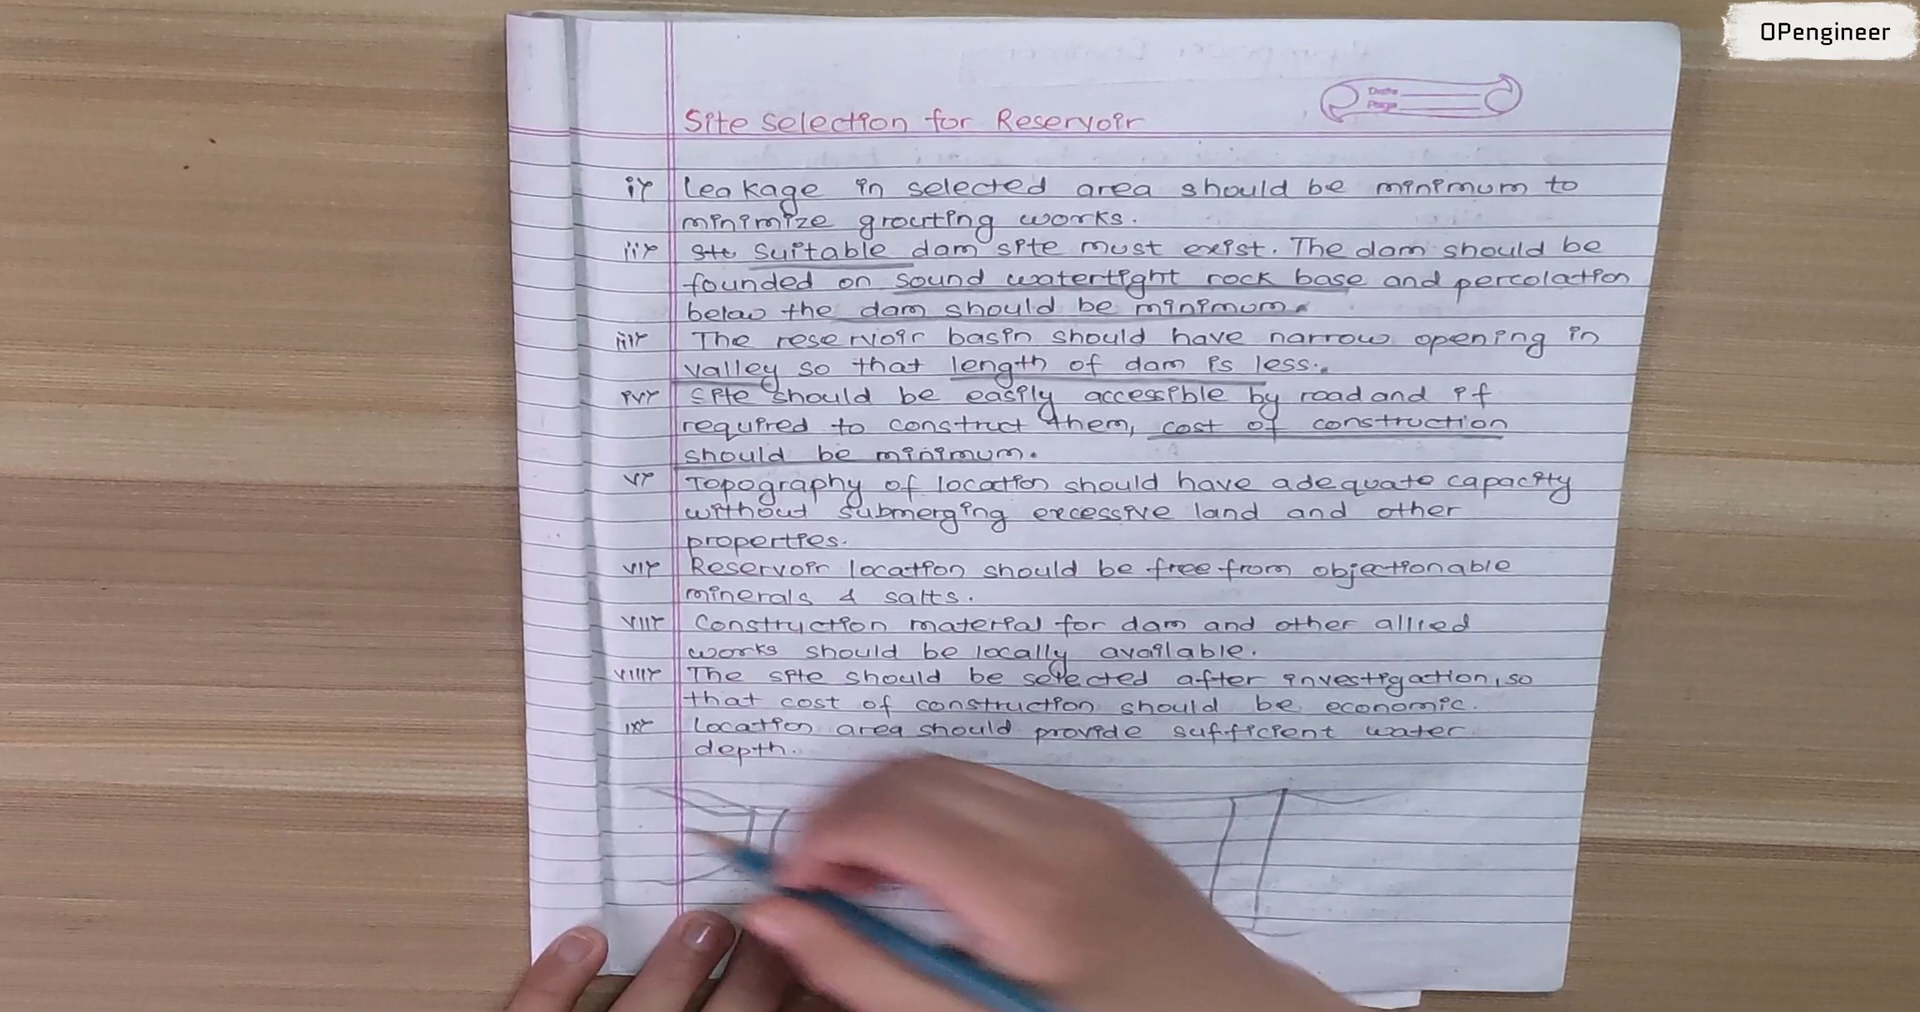 OPengineer
Date
Page
Site Selection for Reservoir
i) Leakage in selected area should be minimum to
minimize grouting works.
ii) Suitable dam site must exist. The dam should be
founded on sound watertight rock base and percolation
below the dam should be minimum.
iii) The reservoir basin should have narrow opening in
valley so that length of dam is less.
iv) Site should be easily accessible by road and if
required to construct them, cost of construction
should be minimum.
v) Topography of location should have adequate capacity
without submerging excessive land and other
properties.
vi) Reservoir location should be free from objectionable
minerals & salts.
vii) Construction material for dam and other allied
works should be locally available.
viii) The site should be selected after investigation, so
that cost of construction should be economic.
ix) Location area should provide sufficient water
depth.